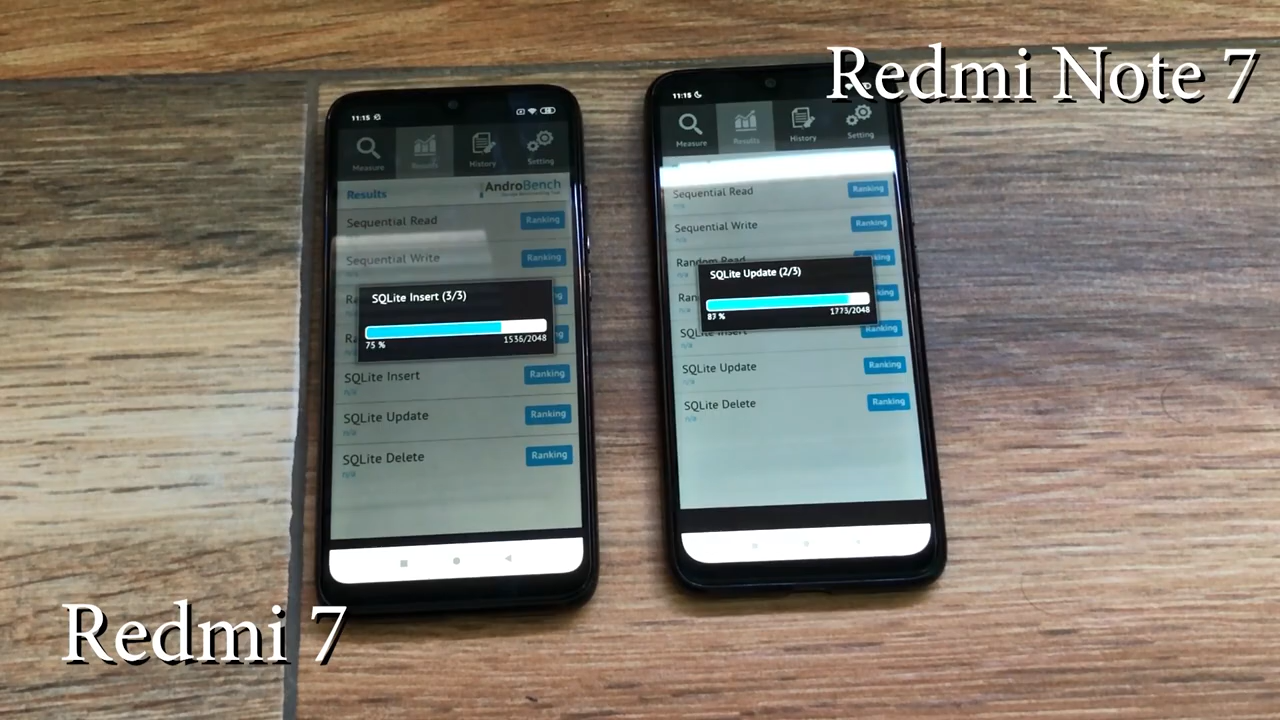 Redmi Note 7
11:15
Measure
Results
History
Setting
Results
AndroBench
Sequential Read
Ranking
n/a
Sequential Write
Ranking
n/a
SQLite Insert (3/3)
75 %
1536/2048
SQLite Insert
Ranking
n/a
SQLite Update
Ranking
n/a
SQLite Delete
Ranking
n/a
11:15
Measure
Results
History
Setting
Sequential Read
Ranking
n/a
Sequential Write
Ranking
n/a
Random Read
Ranking
n/a
SQLite Update (2/3)
87 %
1773/2048
SQLite Insert
Ranking
n/a
SQLite Update
Ranking
n/a
SQLite Delete
Ranking
n/a
Redmi 7